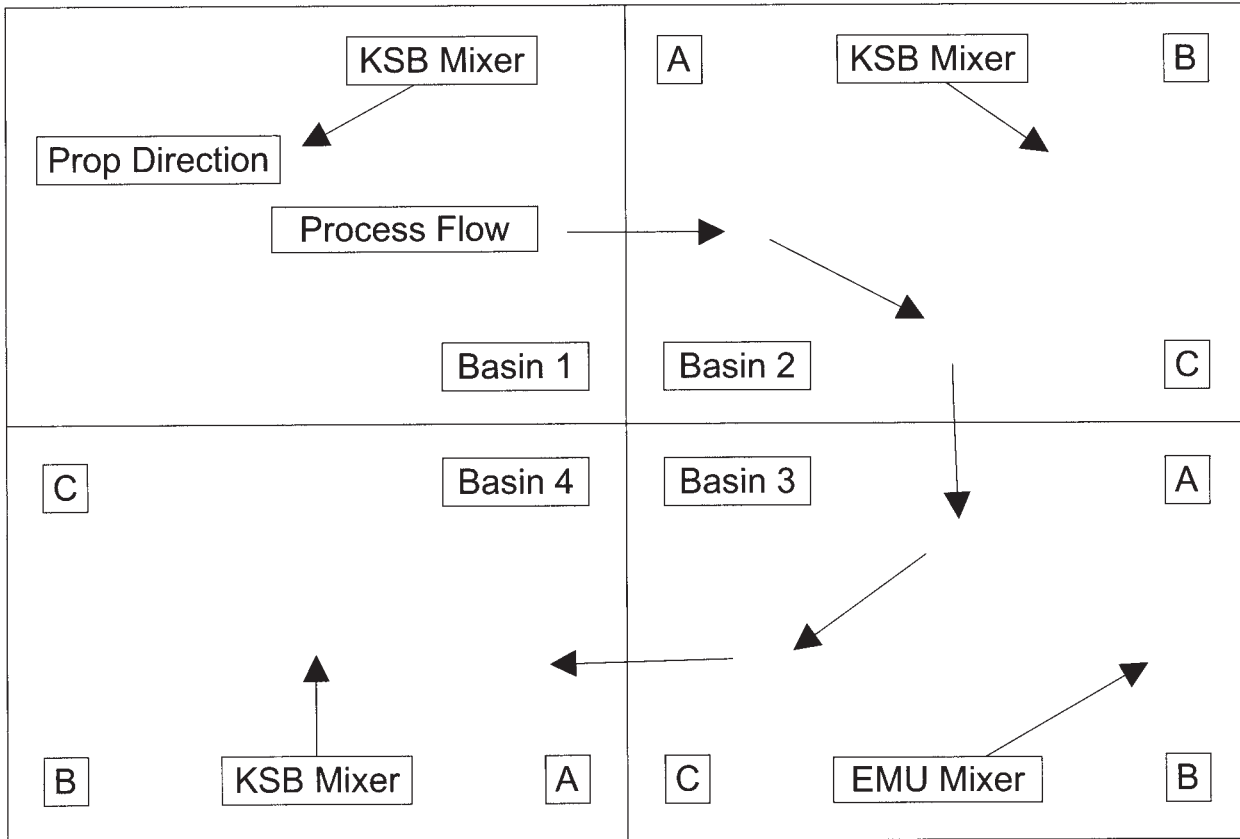 KSB Mixer
Prop Direction
Process Flow
Basin 1
A
KSB Mixer
B
Basin 2
C
C
Basin 4
B
KSB Mixer
A
Basin 3
A
C
EMU Mixer
B